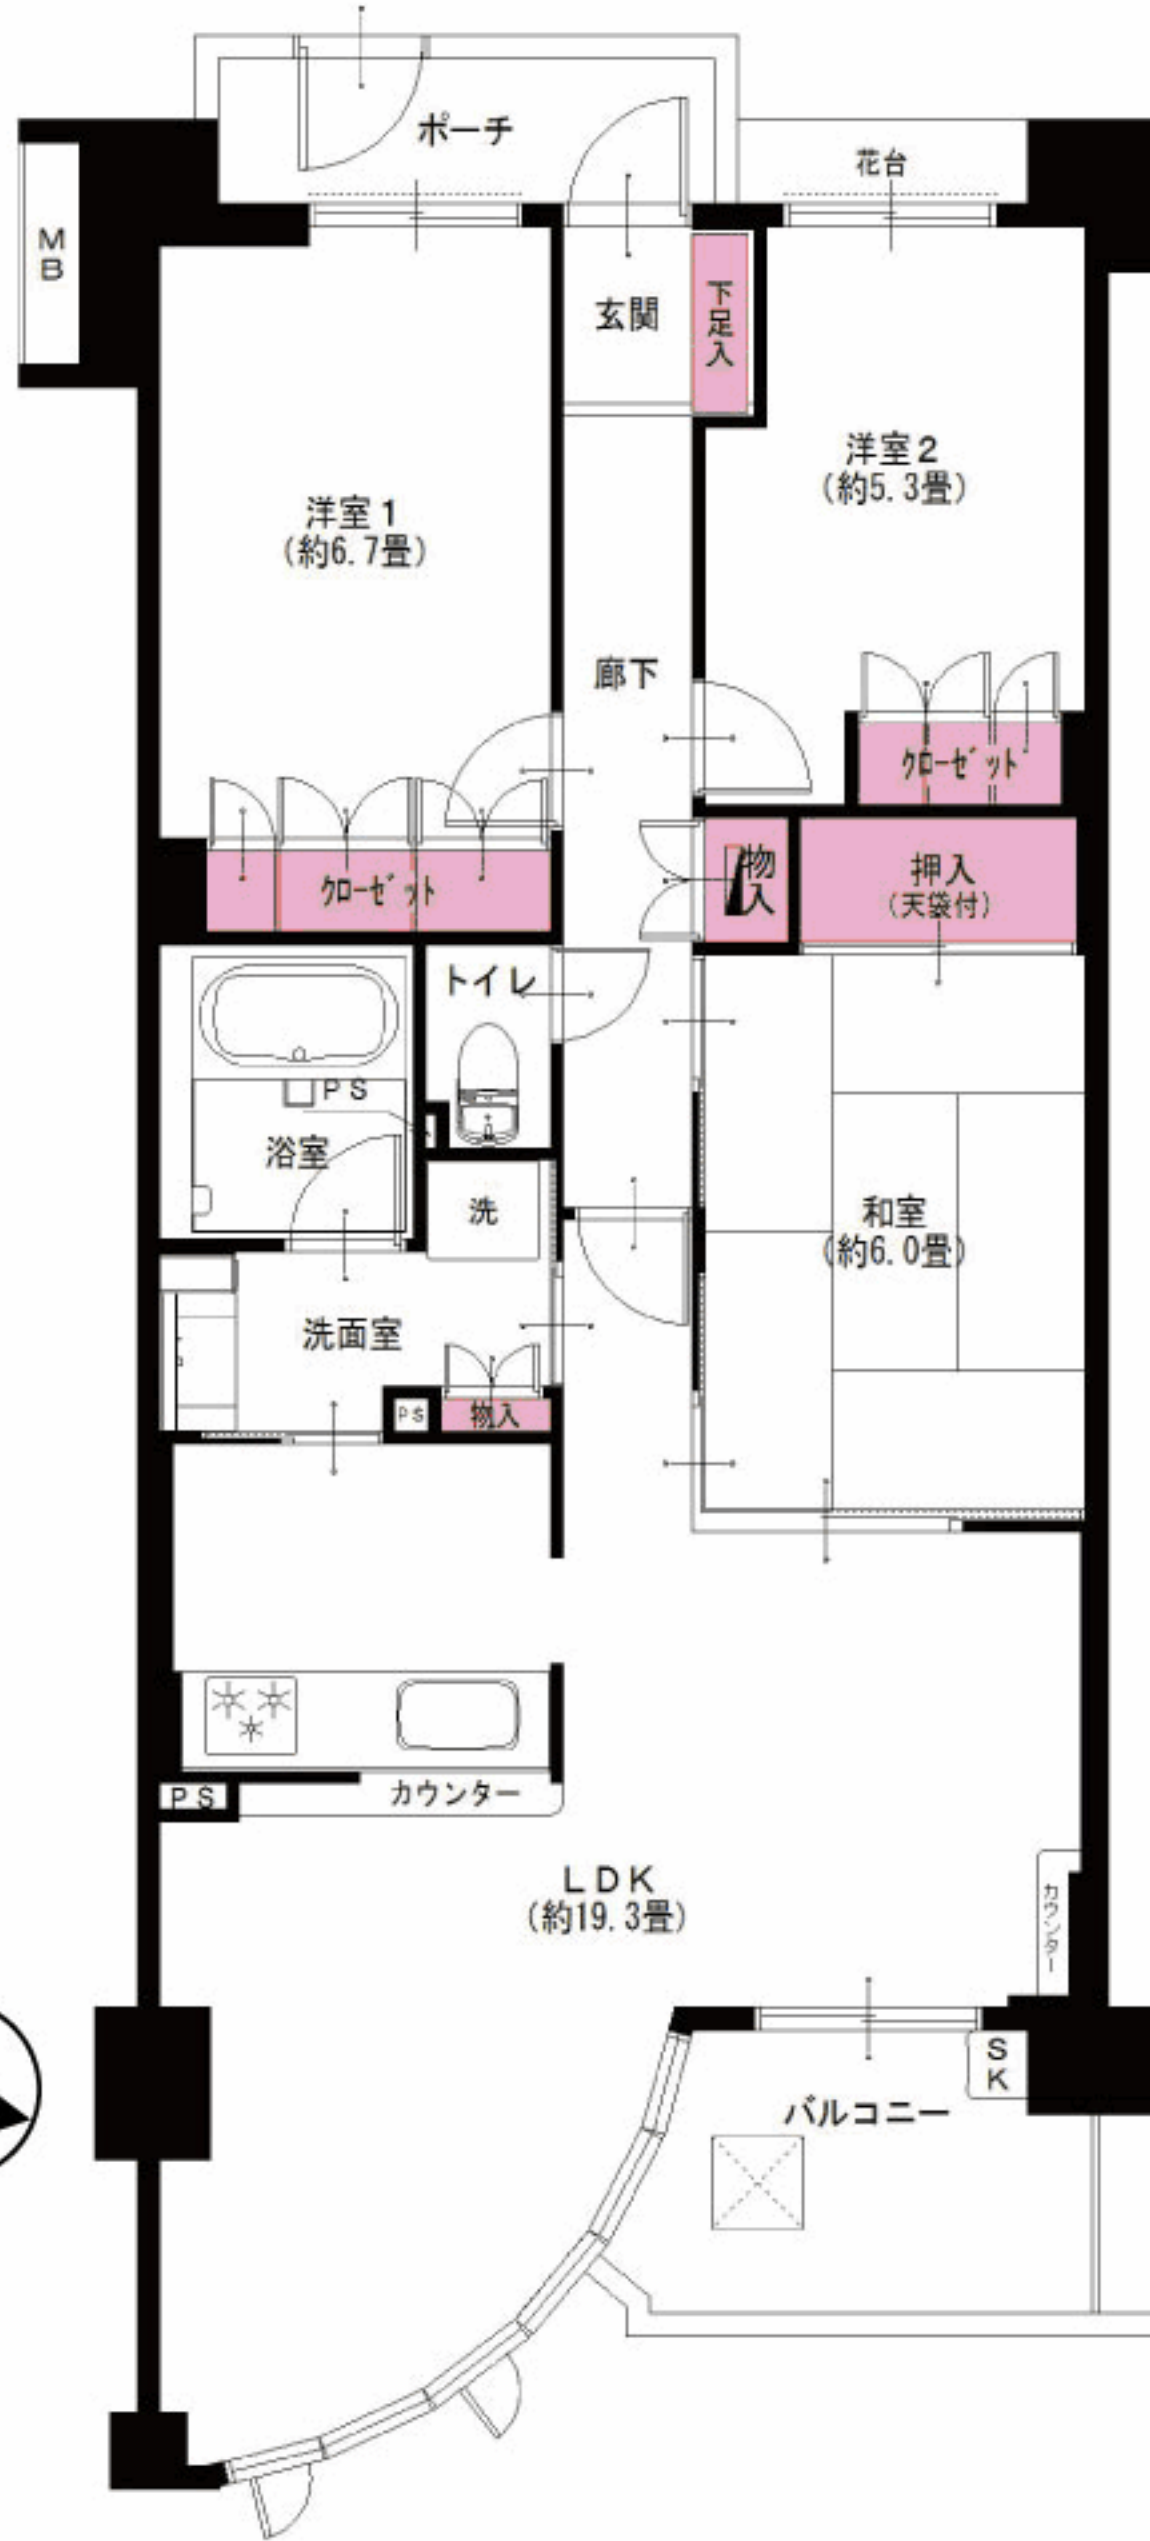 ポーチ
花台
MB
玄関
下足入
洋室2
(約5.3畳)
洋室1
(約6.7畳)
廊下
クローゼット
クローゼット
物入
押入
(天袋付)
トイレ
PS
浴室
洗
和室
(約6.0畳)
洗面室
PS
物入
カウンター
PS
LDK
(約19.3畳)
カウンター
SK
バルコニー